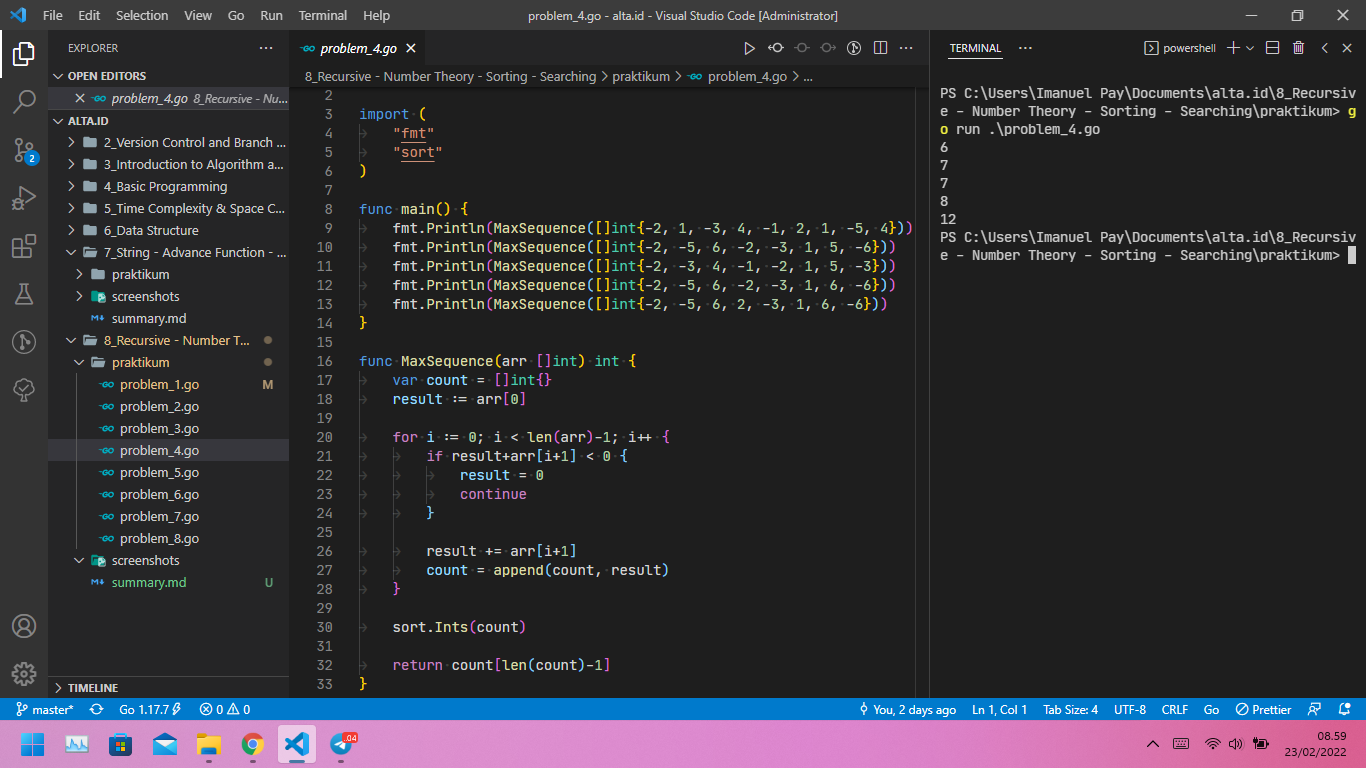 File Edit Selection View Go Run Terminal Help
problem_4.go - alta.id - Visual Studio Code [Administrator]
EXPLORER
OPEN EDITORS
problem_4.go 8_Recursive - Nu...
ALTA.ID
2_Version Control and Branch ...
3_Introduction to Algorithm a...
4_Basic Programming
5_Time Complexity & Space C...
6_Data Structure
7_String - Advance Function - ...
praktikum
screenshots
summary.md
8_Recursive - Number T...
praktikum
problem_1.go M
problem_2.go
problem_3.go
problem_4.go
problem_5.go
problem_6.go
problem_7.go
problem_8.go
screenshots
summary.md U
TIMELINE
2
problem_4.go
8_Recursive - Number Theory - Sorting - Searching > praktikum > problem_4.go > ...
2
3 import (
4 "fmt"
5 "sort"
6 )
7
8 func main() {
9 fmt.Println(MaxSequence([]int{-2, 1, -3, 4, -1, 2, 1, -5, 4}))
10 fmt.Println(MaxSequence([]int{-2, -5, 6, -2, -3, 1, 5, -6}))
11 fmt.Println(MaxSequence([]int{-2, -3, 4, -1, -2, 1, 5, -3}))
12 fmt.Println(MaxSequence([]int{-2, -5, 6, -2, -3, 1, 6, -6}))
13 fmt.Println(MaxSequence([]int{-2, -5, 6, 2, -3, 1, 6, -6}))
14 }
15
16 func MaxSequence(arr []int) int {
17 var count = []int{}
18 result := arr[0]
19
20 for i := 0; i < len(arr)-1; i++ {
21 if result+arr[i+1] < 0 {
22 result = 0
23 continue
24 }
25
26 result += arr[i+1]
27 count = append(count, result)
28 }
29
30 sort.Ints(count)
31
32 return count[len(count)-1]
33 }
TERMINAL
powershell
PS C:\Users\Imanuel Pay\Documents\alta.id\8_Recursiv
e - Number Theory - Sorting - Searching\praktikum> g
o run .\problem_4.go
6
7
7
8
12
PS C:\Users\Imanuel Pay\Documents\alta.id\8_Recursiv
e - Number Theory - Sorting - Searching\praktikum>
master* Go 1.17.7 0 0 You, 2 days ago Ln 1, Col 1 Tab Size: 4 UTF-8 CRLF Go Prettier
.04
08.59
23/02/2022